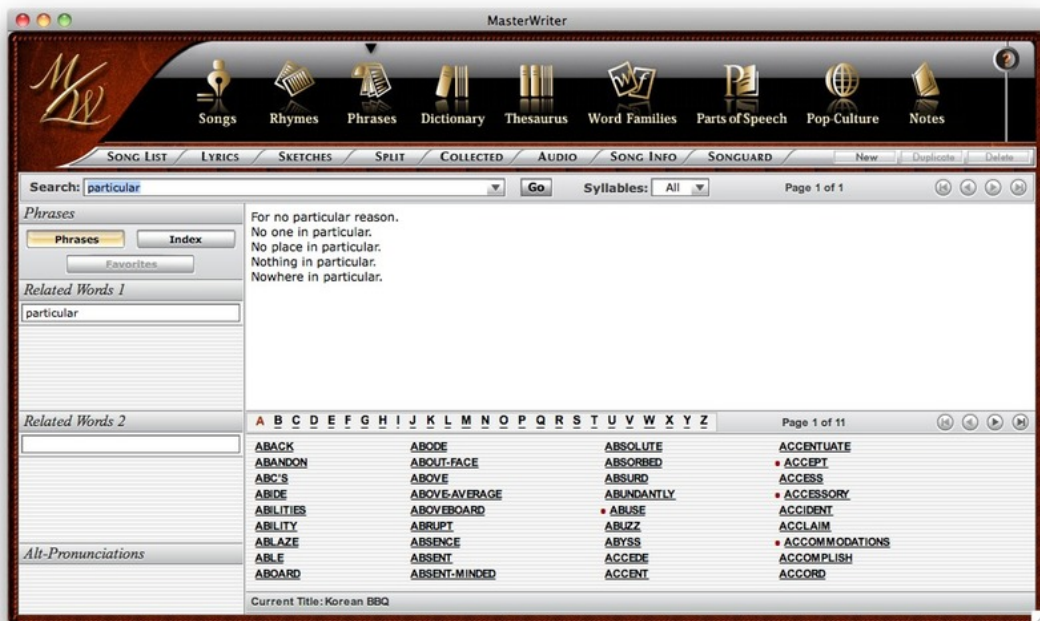 MasterWriter
MW
Songs Rhymes Phrases Dictionary Thesaurus Word Families Parts of Speech Pop-Culture Notes
?
SONG LIST LYRICS SKETCHES SPLIT COLLECTED AUDIO SONG INFO SONGUARD New Duplicate Delete
Search: particular Go Syllables: All Page 1 of 1
Phrases
Phrases Index
Favorites
Related Words 1
particular
For no particular reason.
No one in particular.
No place in particular.
Nothing in particular.
Nowhere in particular.
Related Words 2
Alt-Pronunciations
A B C D E F G H I J K L M N O P Q R S T U V W X Y Z Page 1 of 11
ABACK ABODE ABSOLUTE ACCENTUATE
ABANDON ABOUT-FACE ABSORBED • ACCEPT
ABC'S ABOVE ABSURD ACCESS
ABIDE ABOVE-AVERAGE ABUNDANTLY • ACCESSORY
ABILITIES ABOVEBOARD • ABUSE ACCIDENT
ABILITY ABRUPT ABUZZ ACCLAIM
ABLAZE ABSENCE ABYSS • ACCOMMODATIONS
ABLE ABSENT ACCEDE ACCOMPLISH
ABOARD ABSENT-MINDED ACCENT ACCORD
Current Title: Korean BBQ